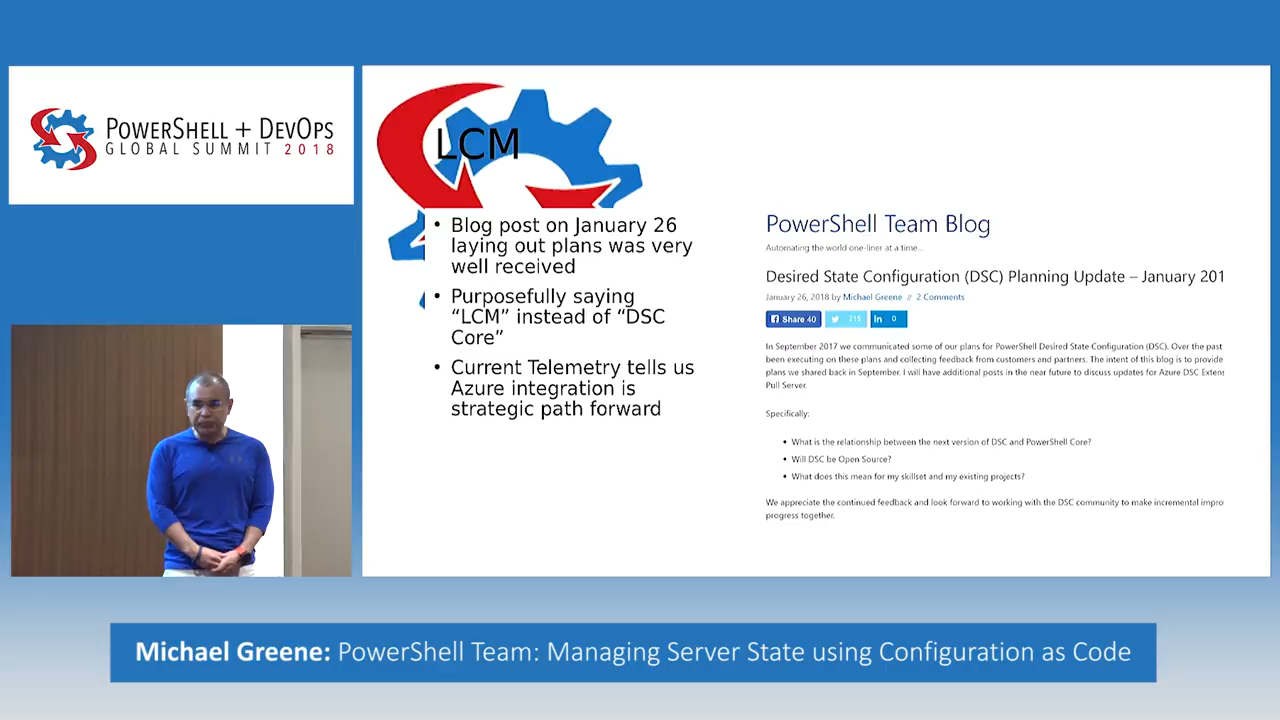 POWERSHELL + DEVOPS
GLOBAL SUMMIT 2018
LCM
• Blog post on January 26
laying out plans was very
well received
• Purposefully saying
“LCM” instead of “DSC
Core”
• Current Telemetry tells us
Azure integration is
strategic path forward
PowerShell Team Blog
Automating the world one-liner at a time…
Desired State Configuration (DSC) Planning Update – January 201
January 26, 2018 by Michael Greene // 2 Comments
Share 40
215
0
In September 2017 we communicated some of our plans for PowerShell Desired State Configuration (DSC). Over the past
been executing on these plans and collecting feedback from customers and partners. The intent of this blog is to provide
plans we shared back in September. I will have additional posts in the near future to discuss updates for Azure DSC Exten
Pull Server.
Specifically:
• What is the relationship between the next version of DSC and PowerShell Core?
• Will DSC be Open Source?
• What does this mean for my skillset and my existing projects?
We appreciate the continued feedback and look forward to working with the DSC community to make incremental impro
progress together.
Michael Greene: PowerShell Team: Managing Server State using Configuration as Code